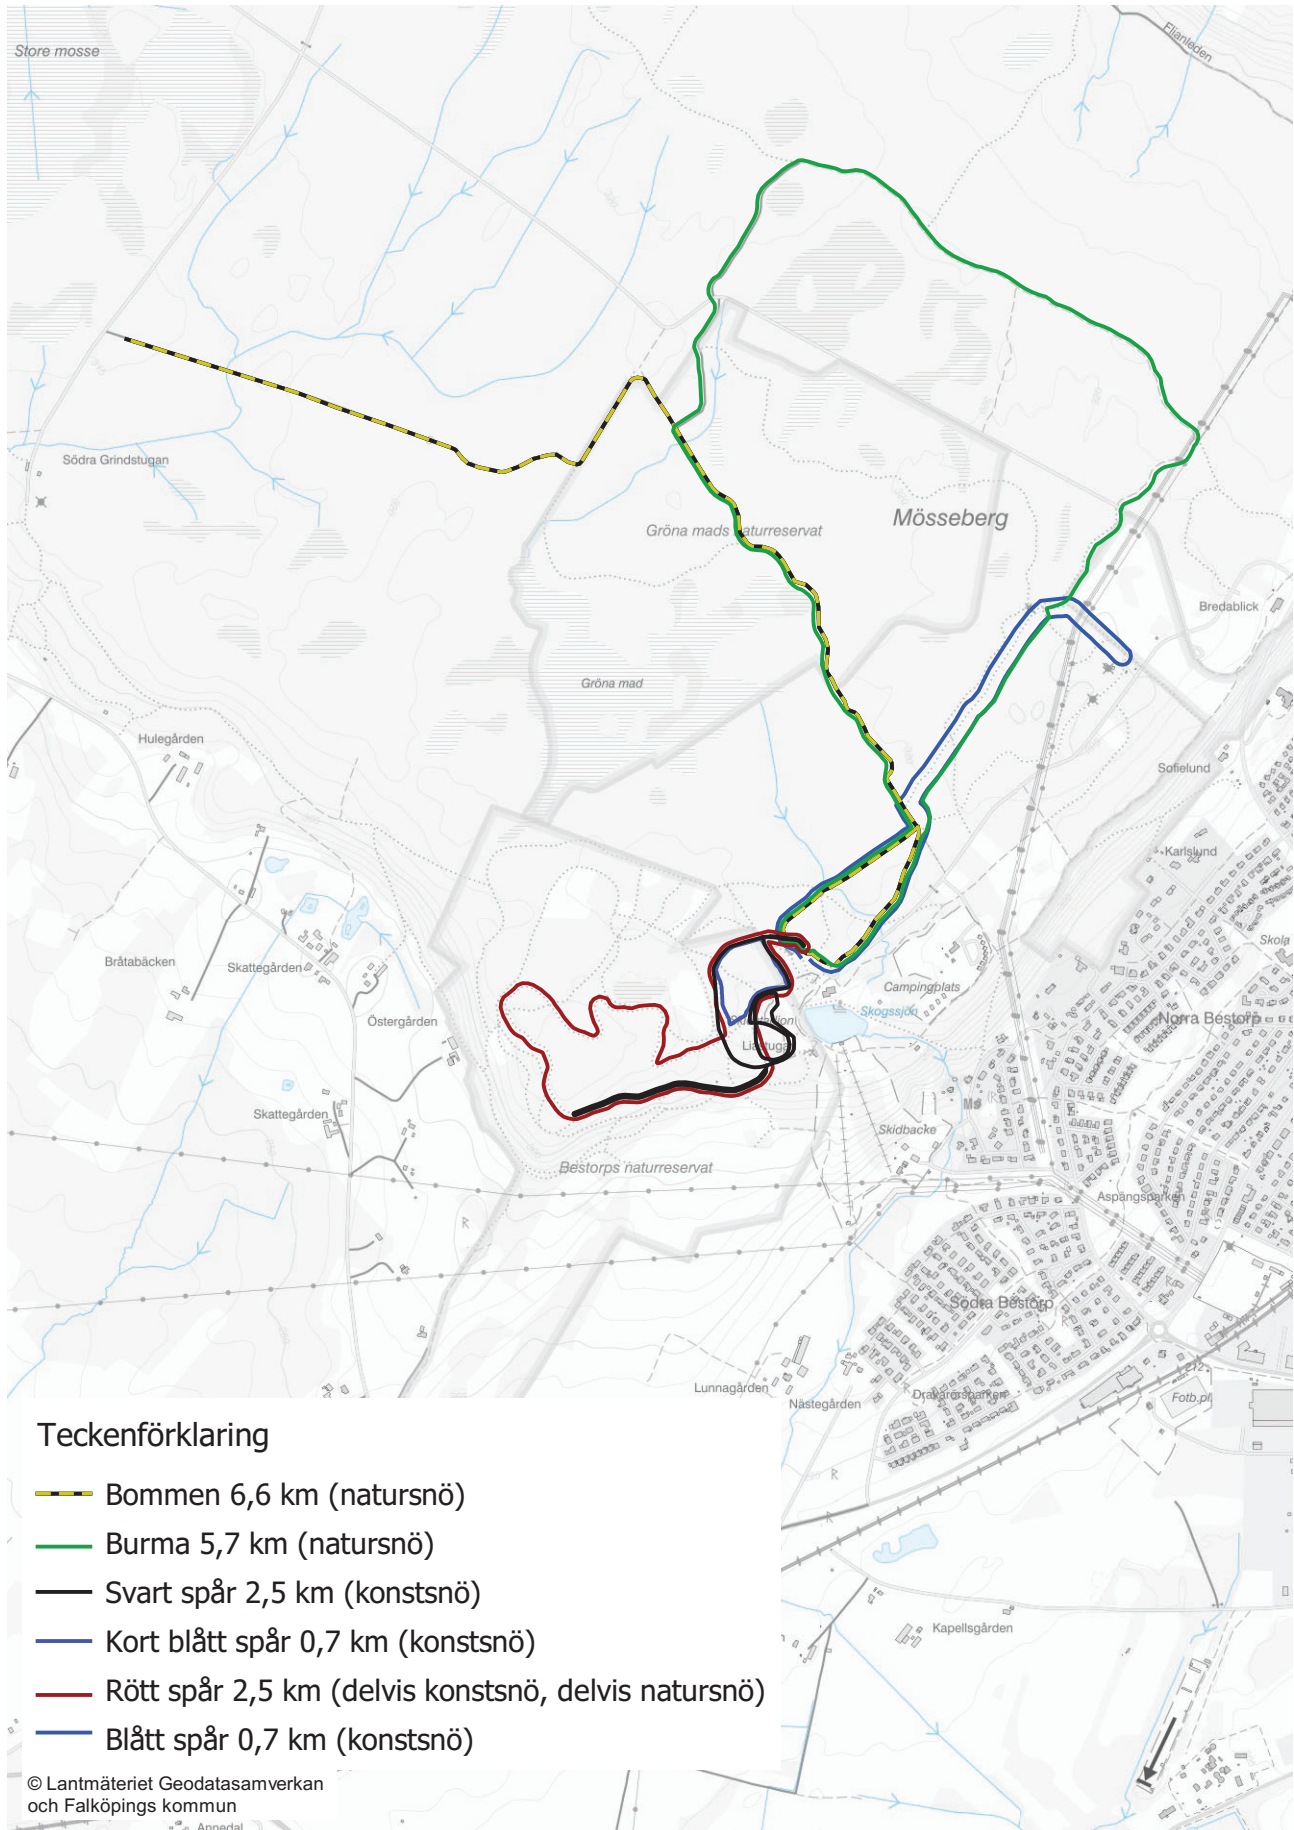 Store mosse
Ellanleden
Södra Grindstugan
Gröna mads naturreservat
Mösseberg
Bredablick
Gröna mad
Hulegården
Sofielund
Karlslund
Skola
Bråtabäcken
Skattegården
Östergården
Campingplats
Skogssjön
Norra Bestorp
Skattegården
Skidbacke
Bestorps naturreservat
Aspångsparken
Södra Bestorp
Lunnagården
Nästegården
212
Fotb.pl
Teckenförklaring
Bommen 6,6 km (natursnö)
Burma 5,7 km (natursnö)
Svart spår 2,5 km (konstsnö)
Kort blått spår 0,7 km (konstsnö)
Rött spår 2,5 km (delvis konstsnö, delvis natursnö)
Blått spår 0,7 km (konstsnö)
Kapellsgården
© Lantmäteriet Geodatasamverkan
och Falköpings kommun
Annedal